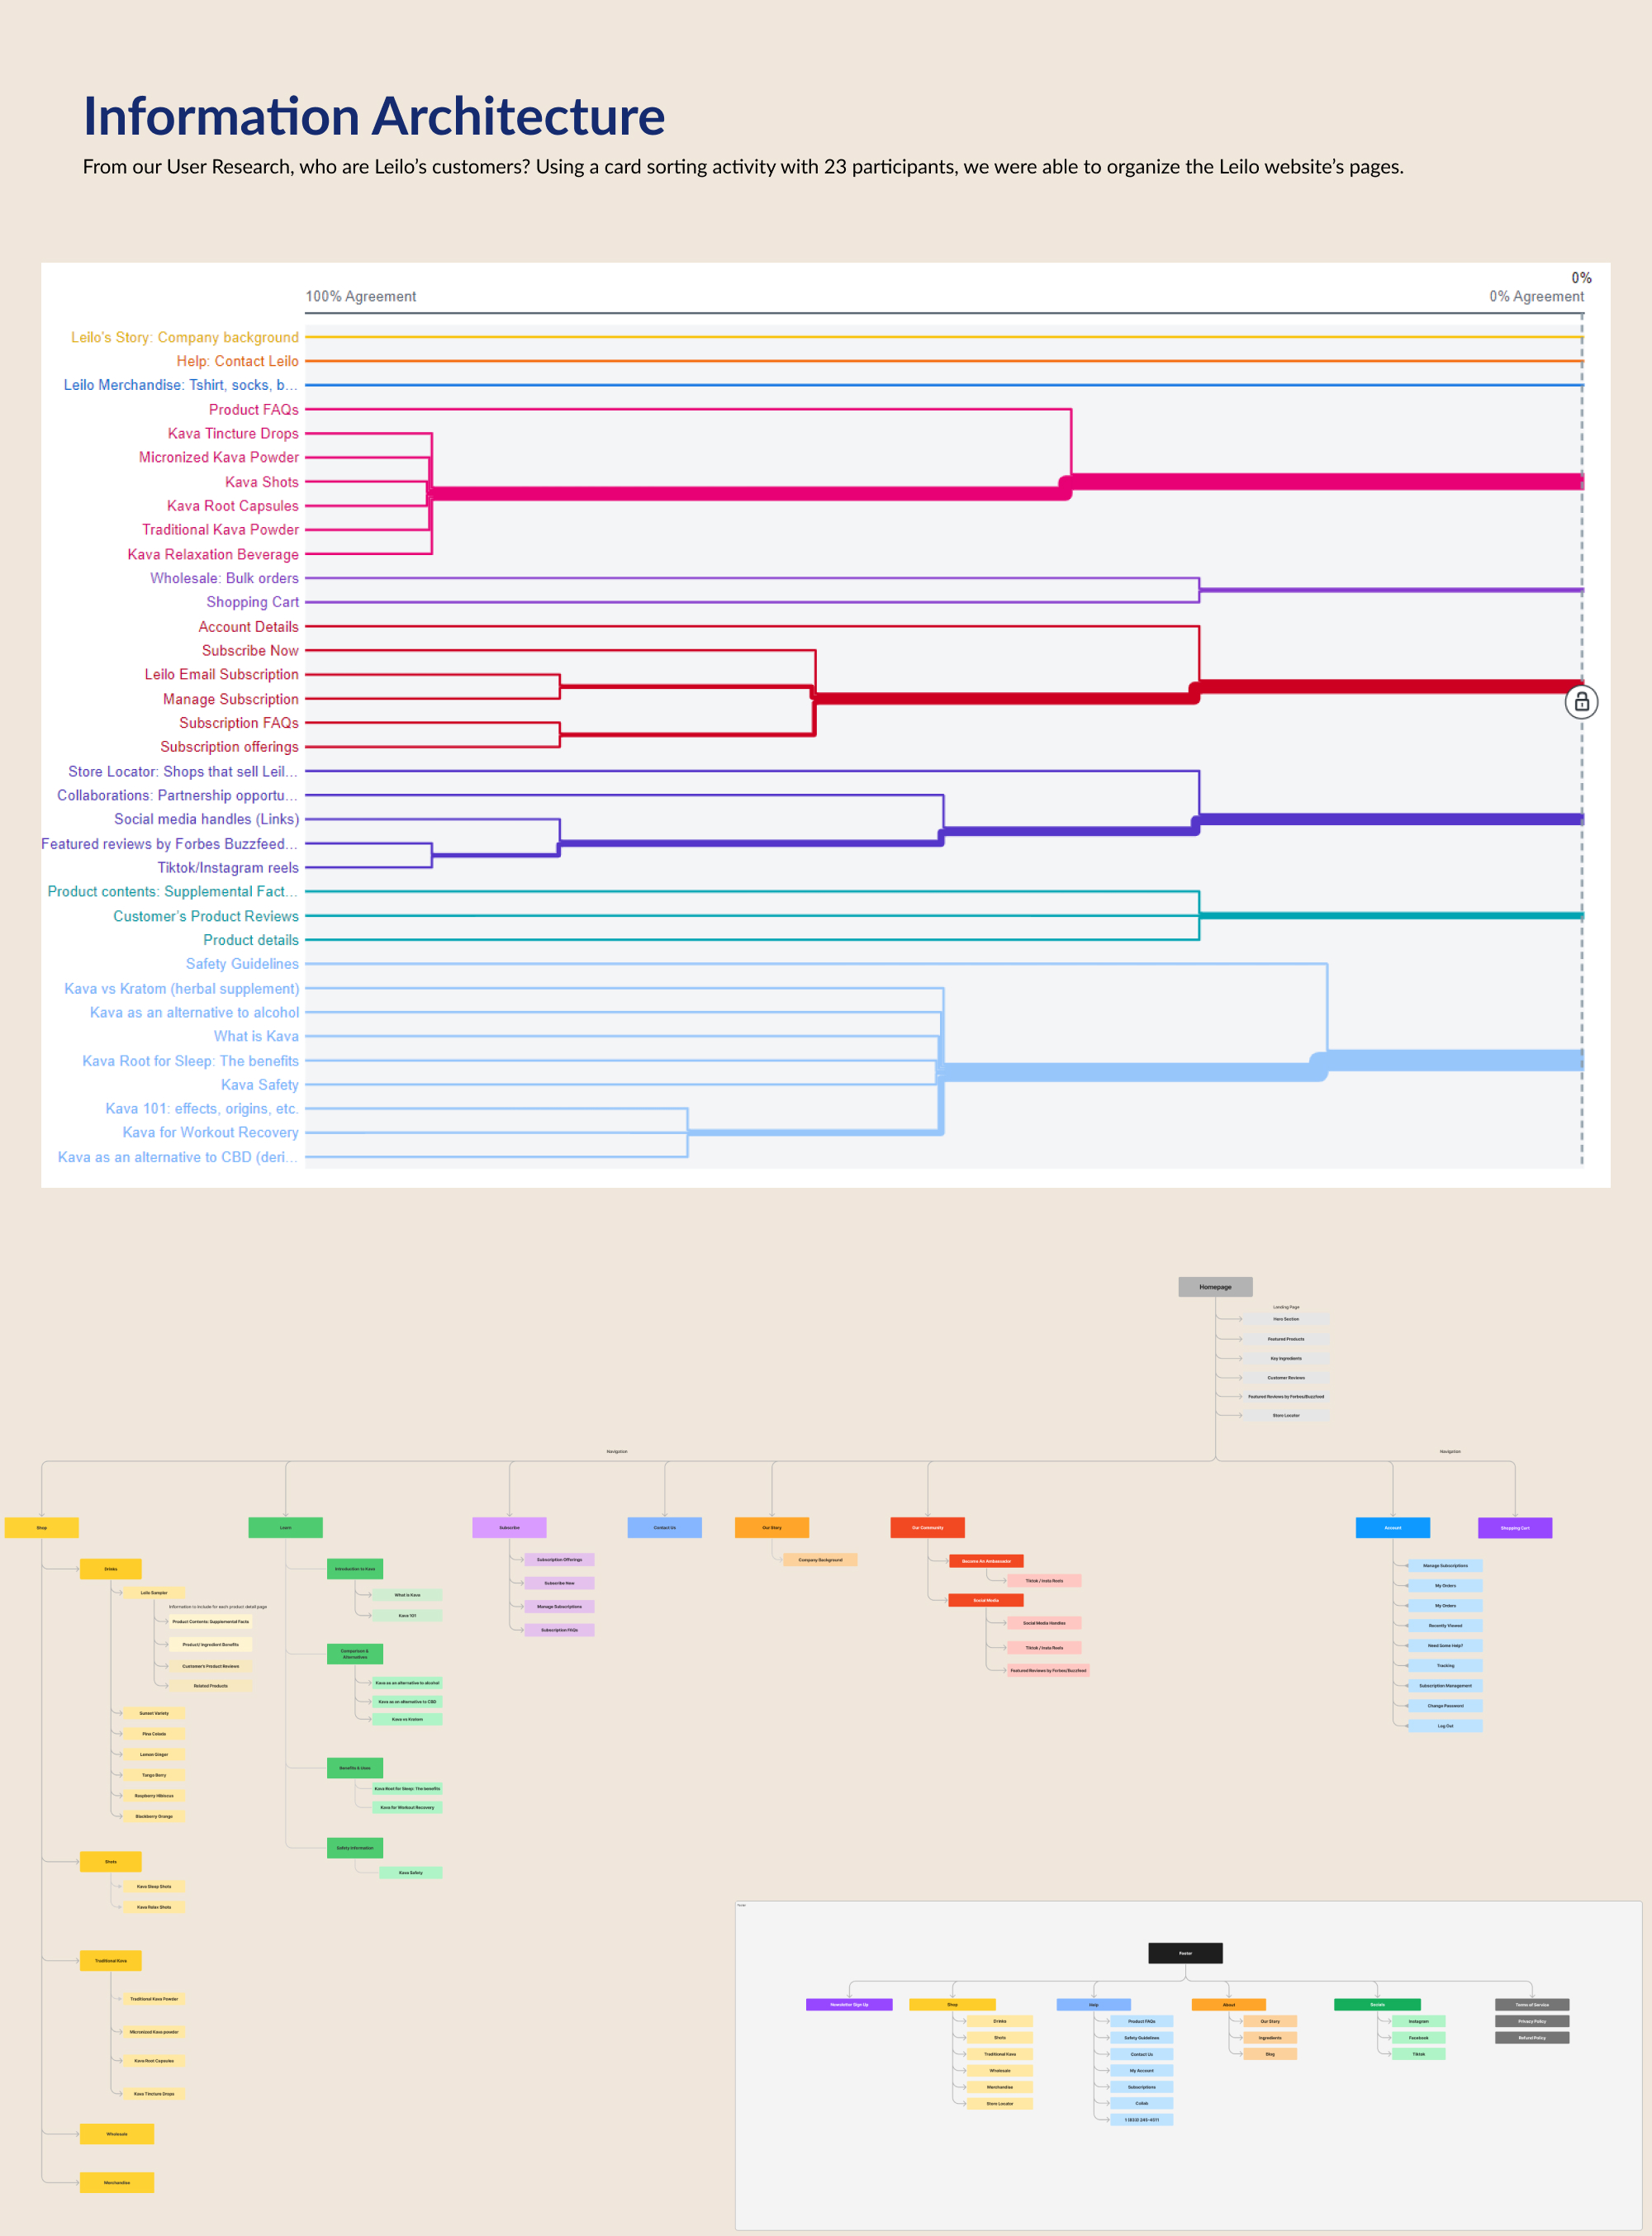 Information Architecture
From our User Research, who are Leilo's customers? Using a card sorting activity with 23 participants, we were able to organize the Leilo website's pages.
0%
100% Agreement
0% Agreement
Leilo's Story: Company background
Help: Contact Leilo
Leilo Merchandise: Tshirt, socks, b...
Product FAQs
Kava Tincture Drops
Micronized Kava Powder
Kava Shots
Kava Root Capsules
Traditional Kava Powder
Kava Relaxation Beverage
Wholesale: Bulk orders
Shopping Cart
Account Details
Subscribe Now
Leilo Email Subscription
Manage Subscription
Subscription FAQs
Subscription offerings
Store Locator: Shops that sell Leil...
Collaborations: Partnership opportu...
Social media handles (Links)
Featured reviews by Forbes Buzzfeed...
Tiktok/Instagram reels
Product contents: Supplemental Fact...
Customer's Product Reviews
Product details
Safety Guidelines
Kava vs Kratom (herbal supplement)
Kava as an alternative to alcohol
What is Kava
Kava Root for Sleep: The benefits
Kava Safety
Kava 101: effects, origins, etc.
Kava for Workout Recovery
Kava as an alternative to CBD (deri...
Homepage
Landing Page
Hero Section
Featured Products
Key Ingredients
Customer Reviews
Featured Reviews by Forbes/Buzzfeed
Store Locator
Navigation
Navigation
Shop
Drinks
Leilo Sampler
Information to include for each product detail page
Product Contents: Supplemental Facts
Product/ Ingredient Benefits
Customer's Product Reviews
Related Products
Sunset Variety
Pina Colada
Lemon Ginger
Tango Berry
Raspberry Hibiscus
Blackberry Orange
Shots
Kava Sleep Shots
Kava Relax Shots
Traditional Kava
Traditional Kava Powder
Micronized Kava powder
Kava Root Capsules
Kava Tincture Drops
Wholesale
Merchandise
Learn
Introduction to Kava
What is Kava
Kava 101
Comparison & Alternatives
Kava as an alternative to alcohol
Kava as an alternative to CBD
Kava vs Kratom
Benefits & Uses
Kava Root for Sleep: The benefits
Kava for Workout Recovery
Safety Information
Kava Safety
Subscribe
Subscription Offerings
Subscribe Now
Manage Subscriptions
Subscription FAQs
Contact Us
Our Story
Company Background
Our Community
Become An Ambassador
Tiktok / Insta Reels
Social Media
Social Media Handles
Tiktok / Insta Reels
Featured Reviews by Forbes/Buzzfeed
Account
Manage Subscriptions
My Orders
My Orders
Recently Viewed
Need Some Help?
Tracking
Subscription Management
Change Password
Log Out
Shopping Cart
Footer
Footer
Newsletter Sign Up
Shop
Drinks
Shots
Traditional Kava
Wholesale
Merchandise
Store Locator
Help
Product FAQs
Safety Guidelines
Contact Us
My Account
Subscriptions
Collab
About
Our Story
Ingredients
Blog
Socials
Instagram
Facebook
Tiktok
Terms of Service
Privacy Policy
Refund Policy